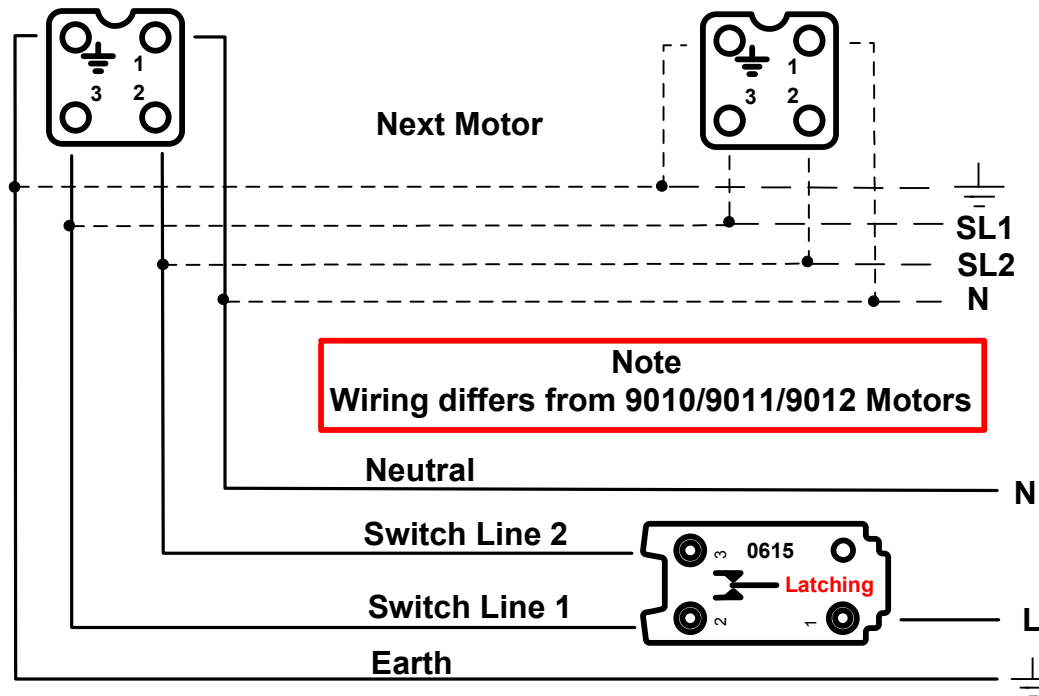 1
3 2
1
3 2
Next Motor
SL1
SL2
N
Note
Wiring differs from 9010/9011/9012 Motors
Neutral
N
Switch Line 2
3 0615
Latching
Switch Line 1
2 1
L
Earth